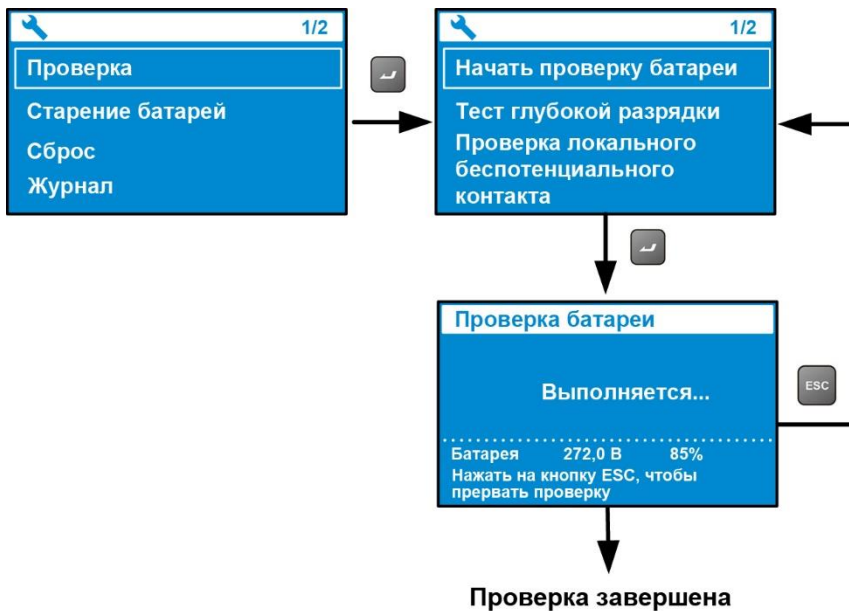 1/2
Проверка
Старение батарей
Сброс
Журнал
1/2
Начать проверку батареи
Тест глубокой разрядки
Проверка локального
беспотенциального
контакта
Проверка батареи
Выполняется...
Батарея 272,0 В 85%
Нажать на кнопку ESC, чтобы
прервать проверку
ESC
Проверка завершена